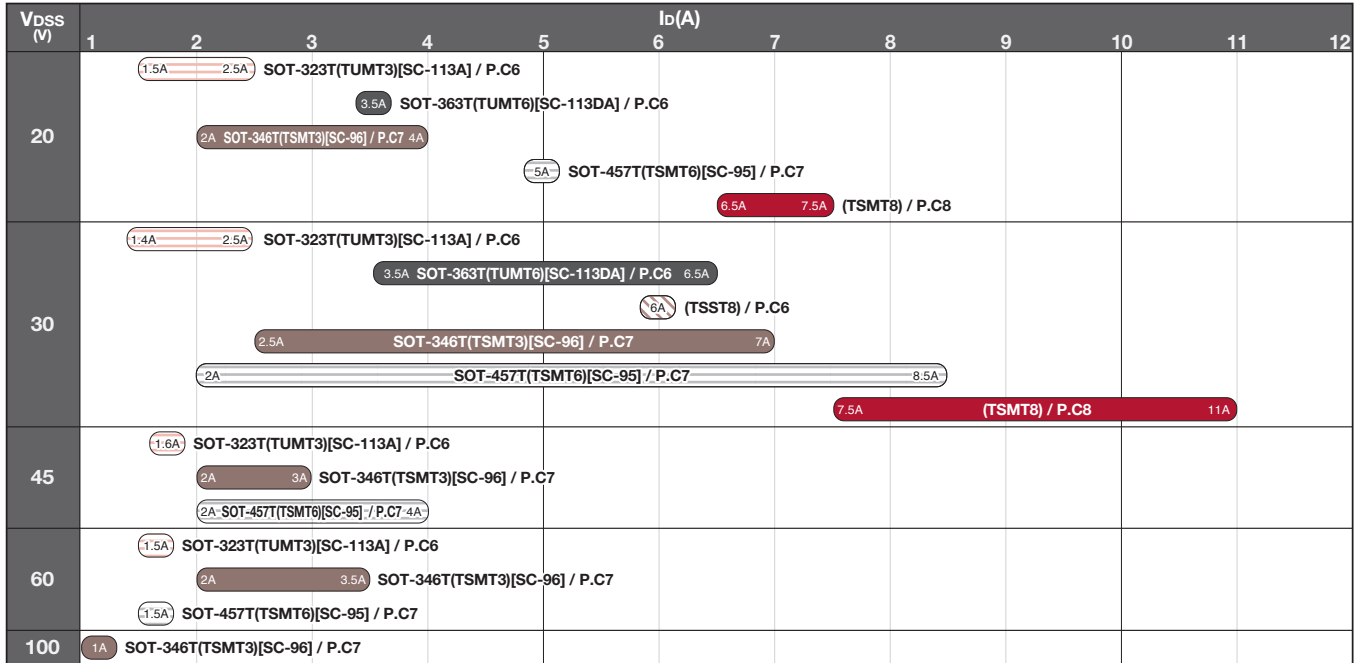 VDSS
(V)
ID(A)
1 2 3 4 5 6 7 8 9 10 11 12
20
1.5A 2.5A SOT-323T(TUMT3)[SC-113A] / P.C6
3.5A SOT-363T(TUMT6)[SC-113DA] / P.C6
2A SOT-346T(TSMT3)[SC-96] / P.C7 4A
5A SOT-457T(TSMT6)[SC-95] / P.C7
6.5A 7.5A (TSMT8) / P.C8
30
1.4A 2.5A SOT-323T(TUMT3)[SC-113A] / P.C6
3.5A SOT-363T(TUMT6)[SC-113DA] / P.C6 6.5A
6A (TSST8) / P.C6
2.5A SOT-346T(TSMT3)[SC-96] / P.C7 7A
2A SOT-457T(TSMT6)[SC-95] / P.C7 8.5A
7.5A (TSMT8) / P.C8 11A
45
1.6A SOT-323T(TUMT3)[SC-113A] / P.C6
2A 3A SOT-346T(TSMT3)[SC-96] / P.C7
2A SOT-457T(TSMT6)[SC-95] / P.C7 4A
60
1.5A SOT-323T(TUMT3)[SC-113A] / P.C6
2A 3.5A SOT-346T(TSMT3)[SC-96] / P.C7
1.5A SOT-457T(TSMT6)[SC-95] / P.C7
100
1A SOT-346T(TSMT3)[SC-96] / P.C7